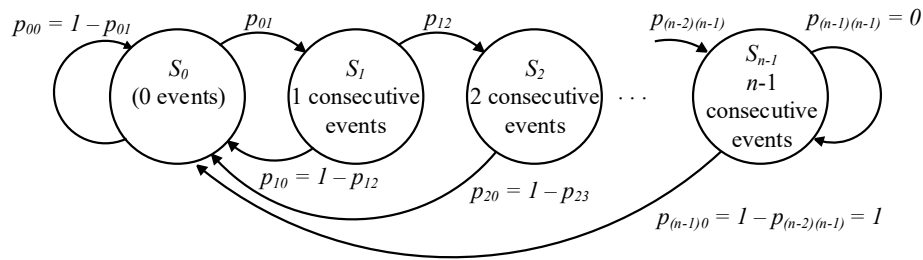 p00 = 1 – p01
p01
p12
p(n-2)(n-1)
p(n-1)(n-1) = 0
S0
(0 events)
S1
1 consecutive
events
S2
2 consecutive
events
. . .
Sn-1
n-1
consecutive
events
p10 = 1 – p12
p20 = 1 – p23
p(n-1)0 = 1 – p(n-2)(n-1) = 1